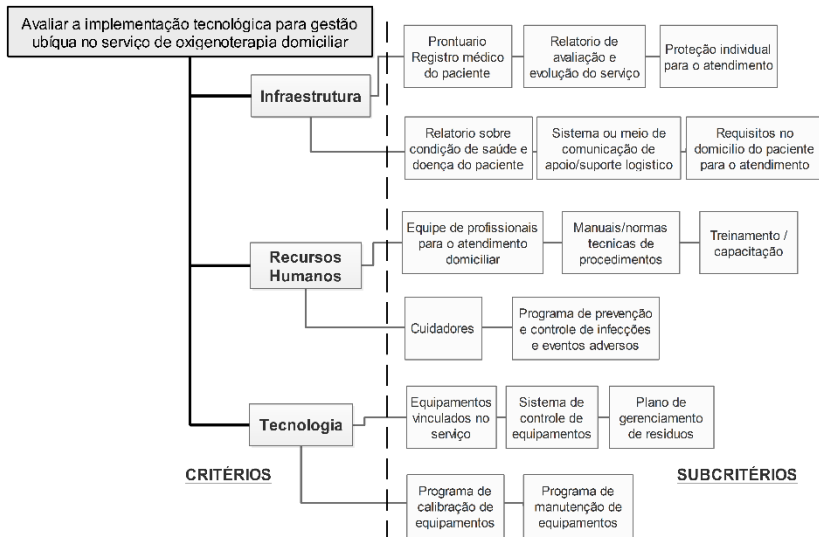 Avaliar a implementação tecnológica para gestão
ubíqua no serviço de oxigenoterapia domiciliar
Infraestrutura
Prontuario
Registro médico
do paciente
Relatorio de
avaliação e
evolução do serviço
Proteção individual
para o atendimento
Relatorio sobre
condição de saúde e
doença do paciente
Sistema ou meio de
comunicação de
apoio/suporte logistico
Requisitos no
domicilio do paciente
para o atendimento
Recursos
Humanos
Equipe de profissionais
para o atendimento
domiciliar
Manuais/normas
tecnicas de
procedimentos
Treinamento /
capacitação
Cuidadores
Programa de prevenção
e controle de infecções
e eventos adversos
Tecnologia
Equipamentos
vinculados no
serviço
Sistema de
controle de
equipamentos
Plano de
gerenciamento
de residuos
CRITÉRIOS
SUBCRITÉRIOS
Programa de
calibração de
equipamentos
Programa de
manutenção de
equipamentos